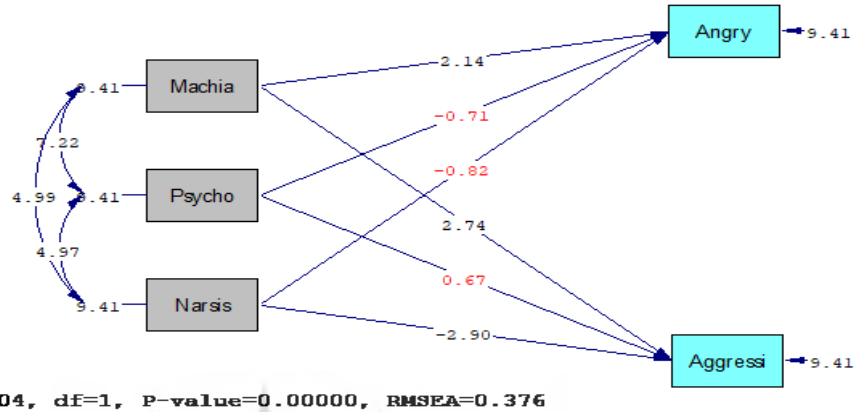 Angry
9.41
2.14
9.41
Machia
-0.71
7.22
-0.82
4.99
9.41
Psycho
2.74
4.97
0.67
9.41
Narsis
-2.90
Aggressi
9.41
04, df=1, P-value=0.00000, RMSEA=0.376